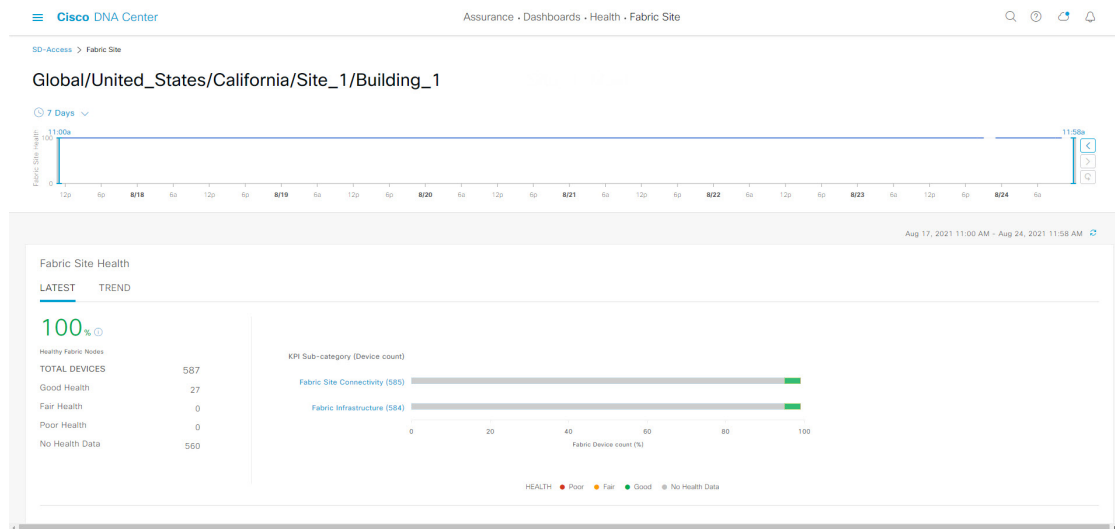 Cisco DNA Center
Assurance • Dashboards • Health • Fabric Site
SD-Access > Fabric Site
Global/United_States/California/Site_1/Building_1
7 Days
11:00a 11:58a
Fabric Site Health
100
0
12p 6p 8/18 6a 12p 6p 8/19 6a 12p 6p 8/20 6a 12p 6p 8/21 6a 12p 6p 8/22 6a 12p 6p 8/23 6a 12p 6p 8/24 6a
Aug 17, 2021 11:00 AM - Aug 24, 2021 11:58 AM
Fabric Site Health
LATEST TREND
100%
Healthy Fabric Nodes
TOTAL DEVICES 587
Good Health 27
Fair Health 0
Poor Health 0
No Health Data 560
KPI Sub-category (Device count)
Fabric Site Connectivity (585)
Fabric Infrastructure (584)
0 20 40 60 80 100
Fabric Device count (%)
HEALTH Poor Fair Good No Health Data